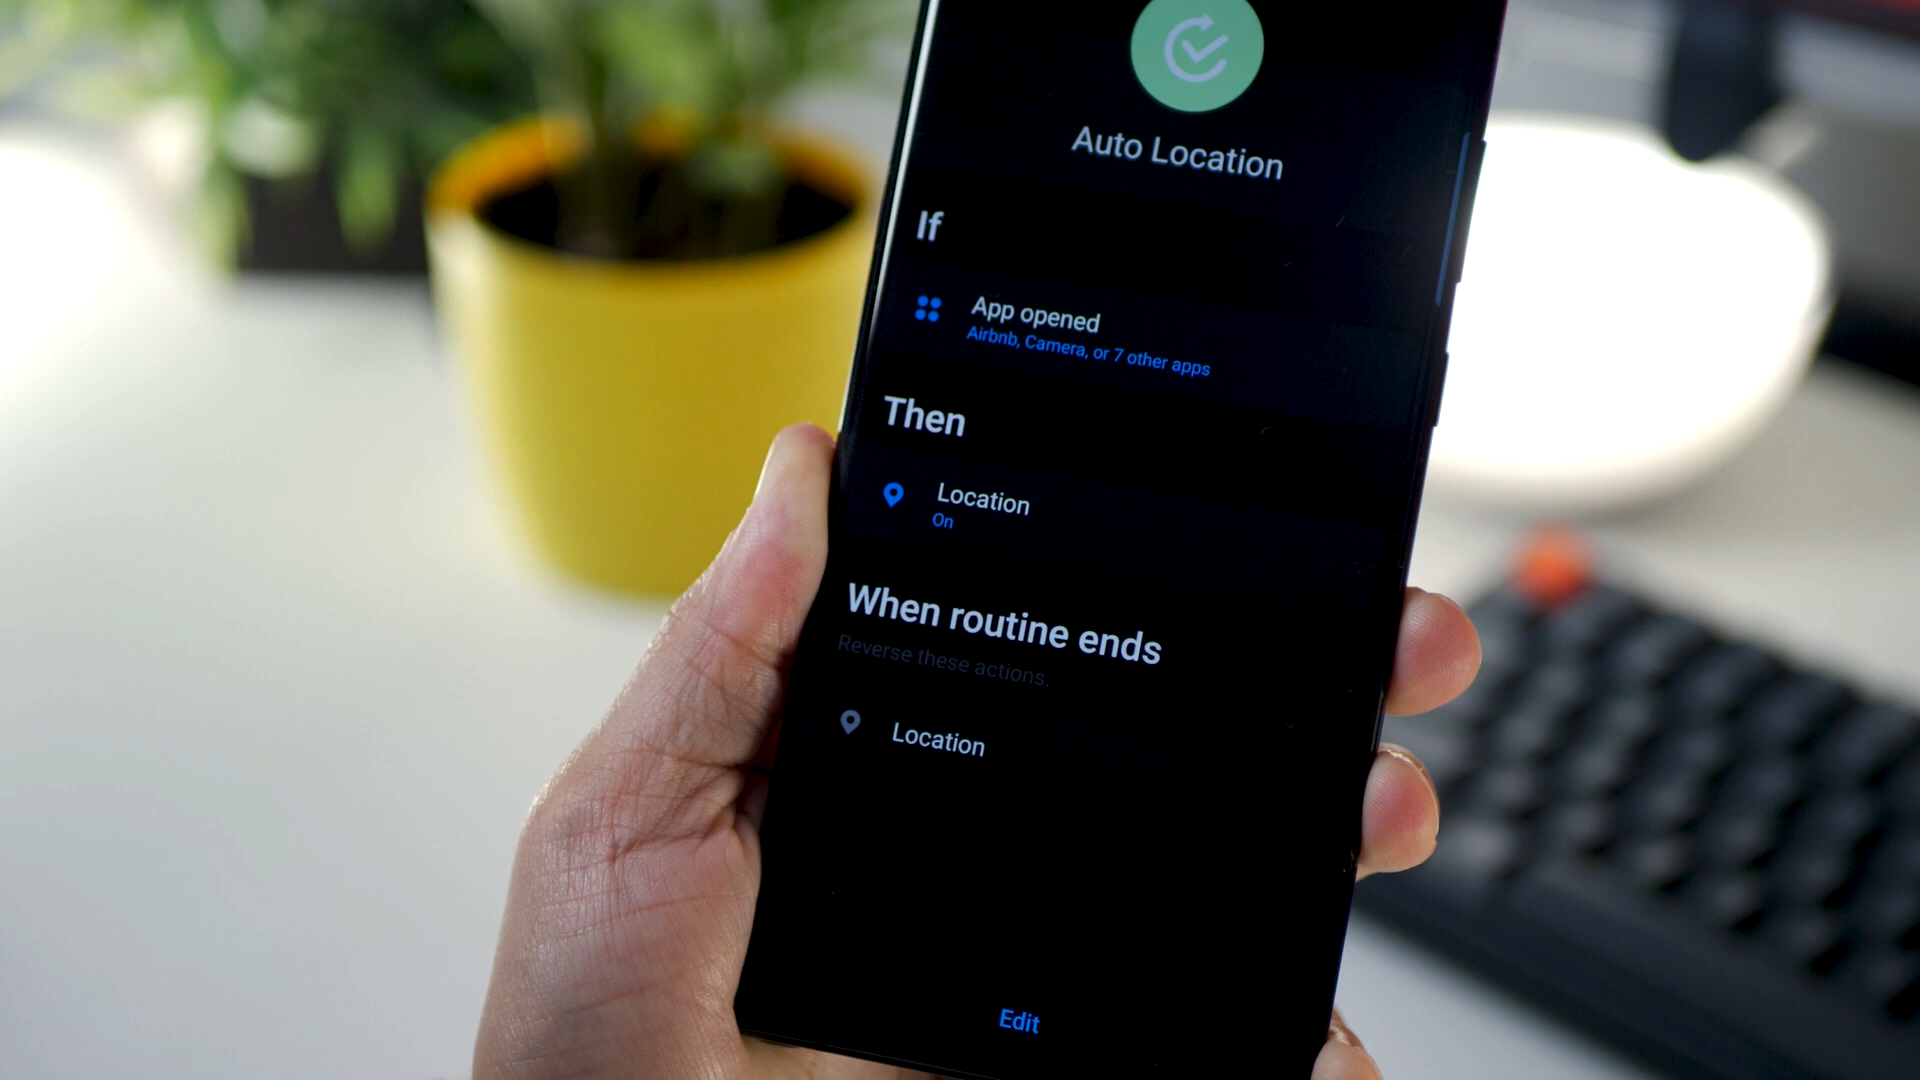 Auto Location
If
App opened
Airbnb, Camera, or 7 other apps
Then
Location
On
When routine ends
Reverse these actions.
Location
Edit